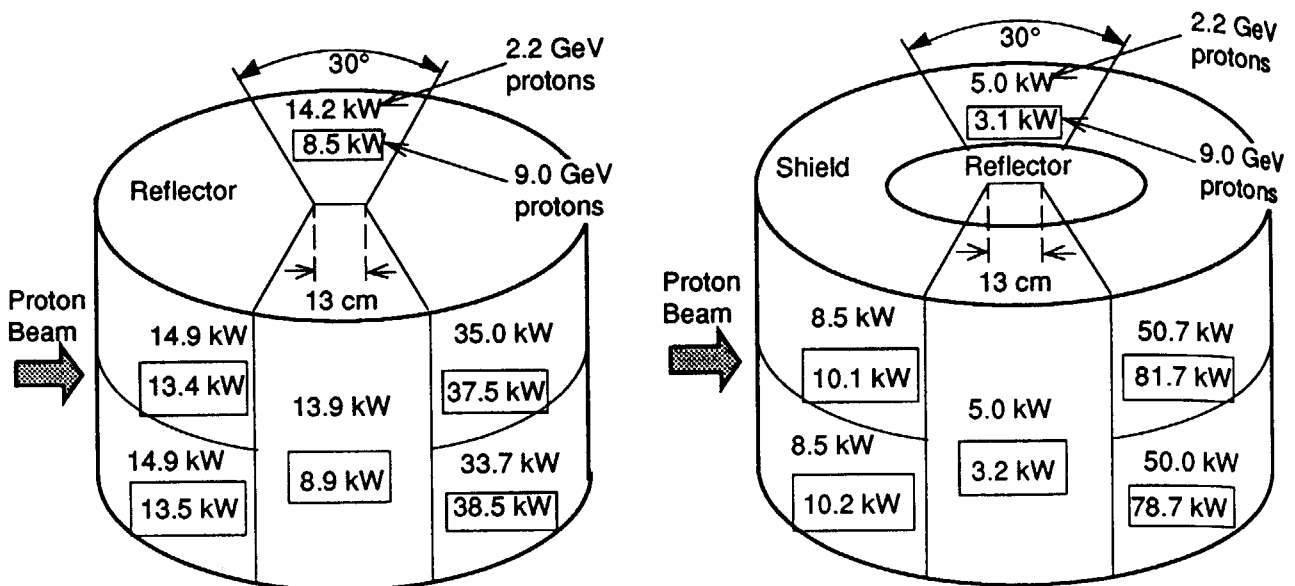 30°
2.2 GeV
protons
14.2 kW
8.5 kW
9.0 GeV
protons
Reflector
13 cm
Proton
Beam
14.9 kW
13.4 kW
35.0 kW
37.5 kW
13.9 kW
8.9 kW
14.9 kW
13.5 kW
33.7 kW
38.5 kW
30°
2.2 GeV
protons
5.0 kW
3.1 kW
9.0 GeV
protons
Shield
Reflector
13 cm
Proton
Beam
8.5 kW
10.1 kW
50.7 kW
81.7 kW
5.0 kW
3.2 kW
8.5 kW
10.2 kW
50.0 kW
78.7 kW